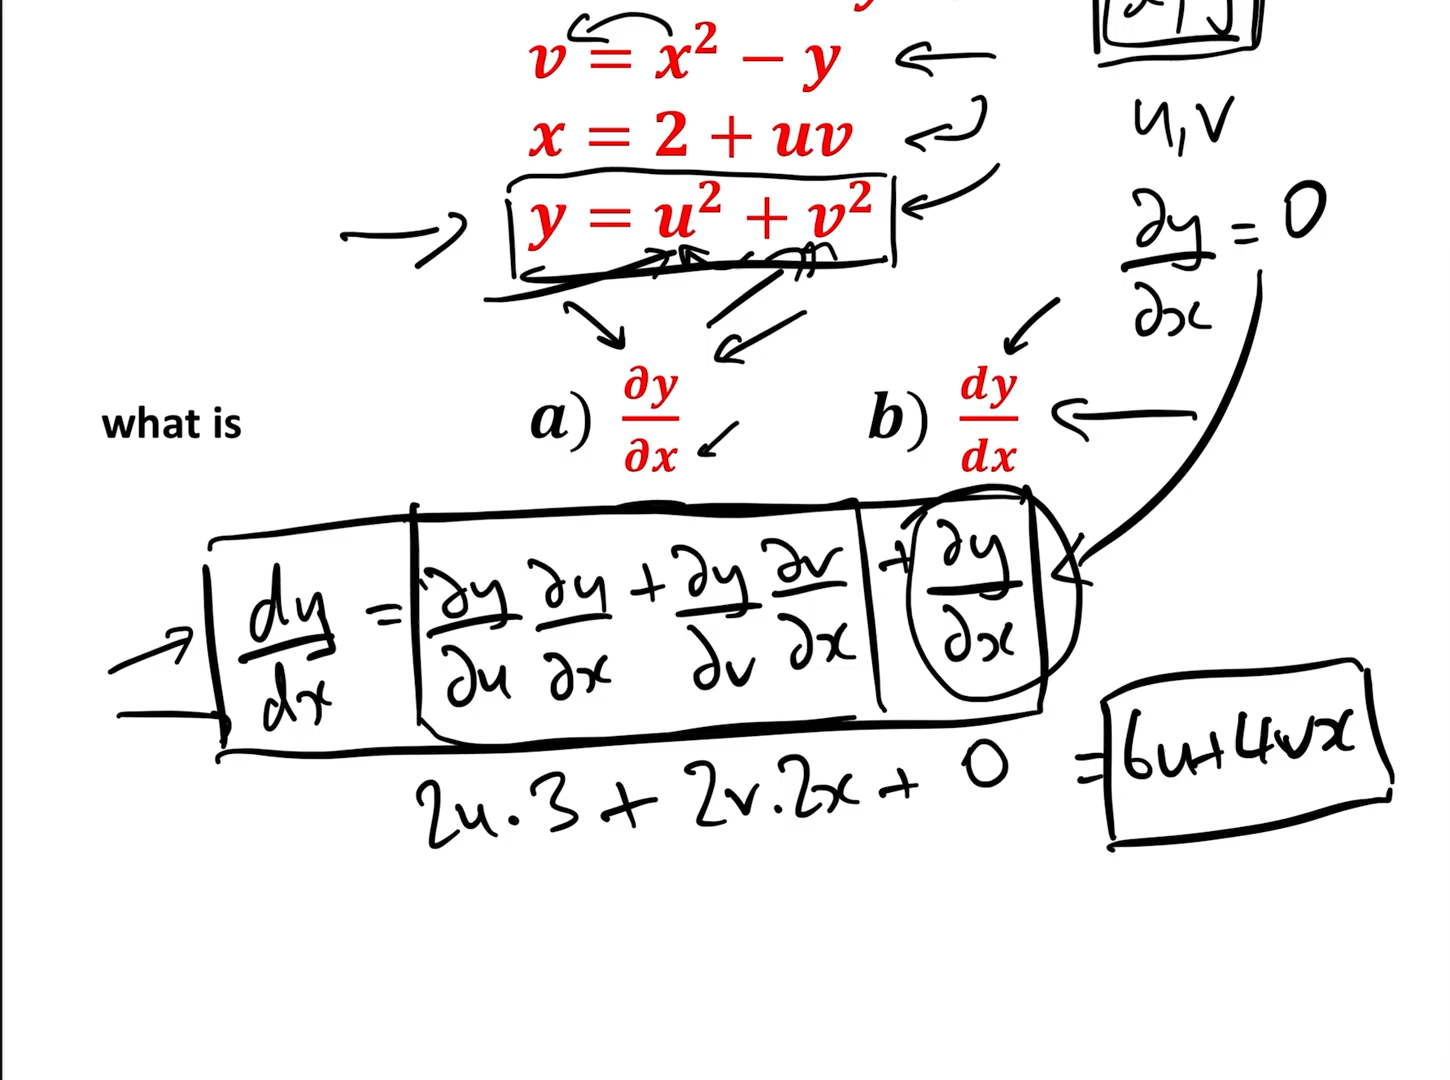 v = x² − y
x = 2 + uv
u, v
y = u² + v²
∂y/∂x = 0
what is a) ∂y/∂x b) dy/dx
dy/dx = ∂y/∂u ∂u/∂x + ∂y/∂v ∂v/∂x + ∂y/∂x
2u.3 + 2v.2x + 0 = 6u+4vx